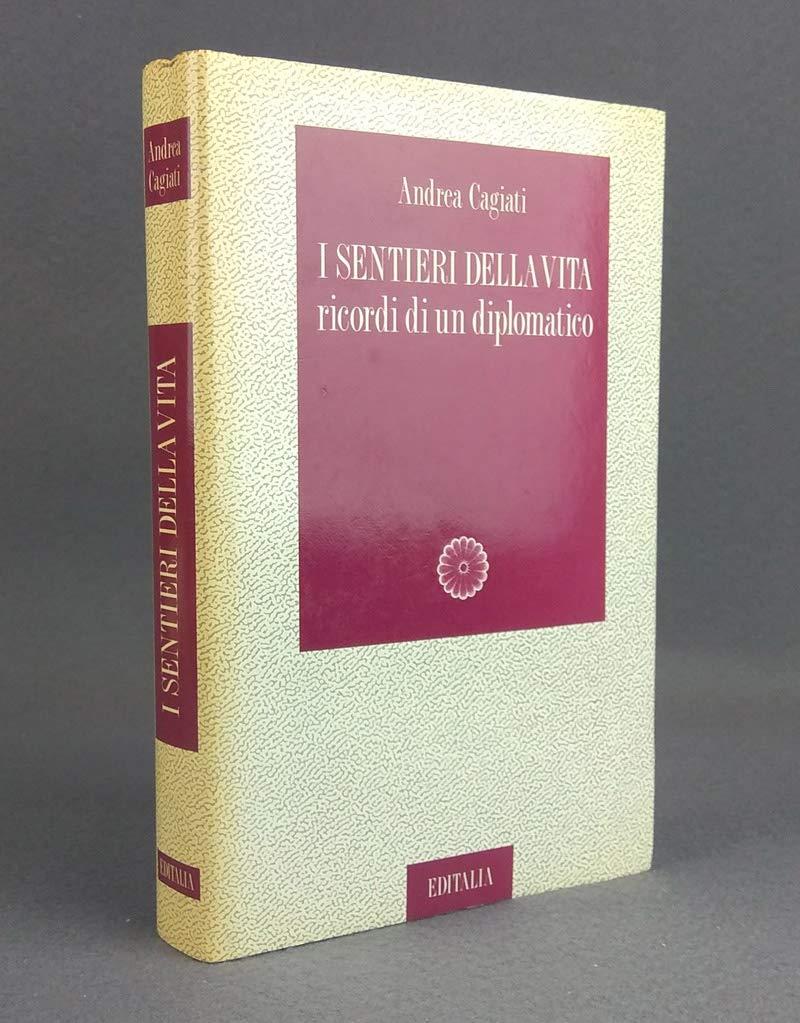 Andrea
Cagiati
I SENTIERI DELLA VITA
EDITALIA
Andrea Cagiati
I SENTIERI DELLA VITA
ricordi di un diplomatico
EDITALIA